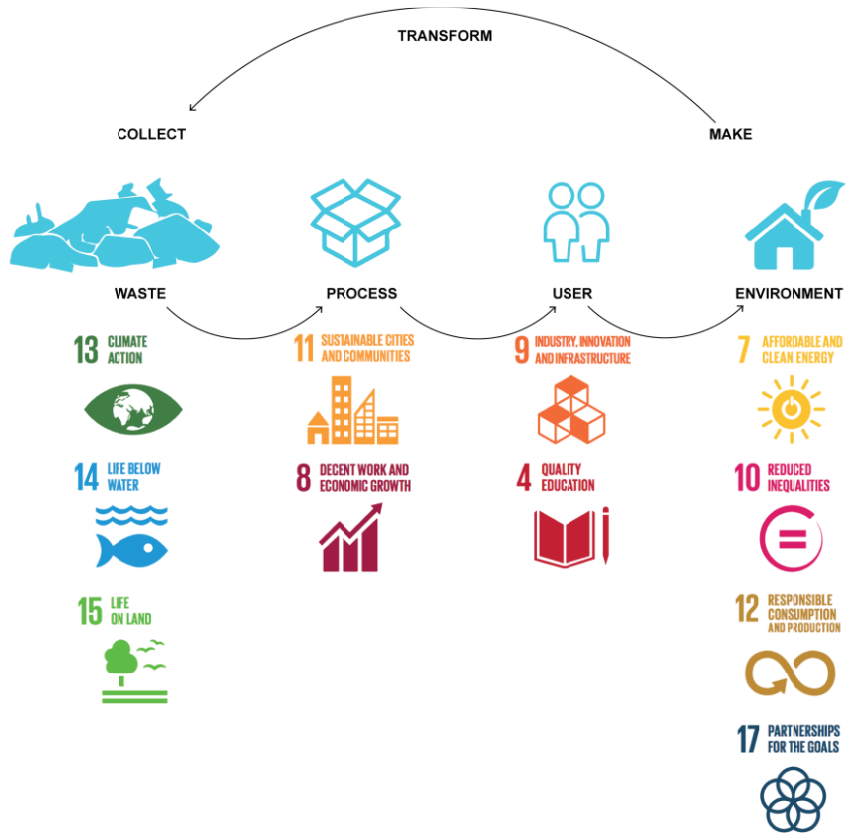 TRANSFORM
COLLECT
MAKE
WASTE
PROCESS
USER
ENVIRONMENT
13 CLIMATE
ACTION
11 SUSTAINABLE CITIES
AND COMMUNITIES
9 INDUSTRY, INNOVATION
AND INFRASTRUCTURE
7 AFFORDABLE AND
CLEAN ENERGY
14 LIFE BELOW
WATER
8 DECENT WORK AND
ECONOMIC GROWTH
4 QUALITY
EDUCATION
10 REDUCED
INEQUALITIES
15 LIFE
ON LAND
12 RESPONSIBLE
CONSUMPTION
AND PRODUCTION
17 PARTNERSHIPS
FOR THE GOALS